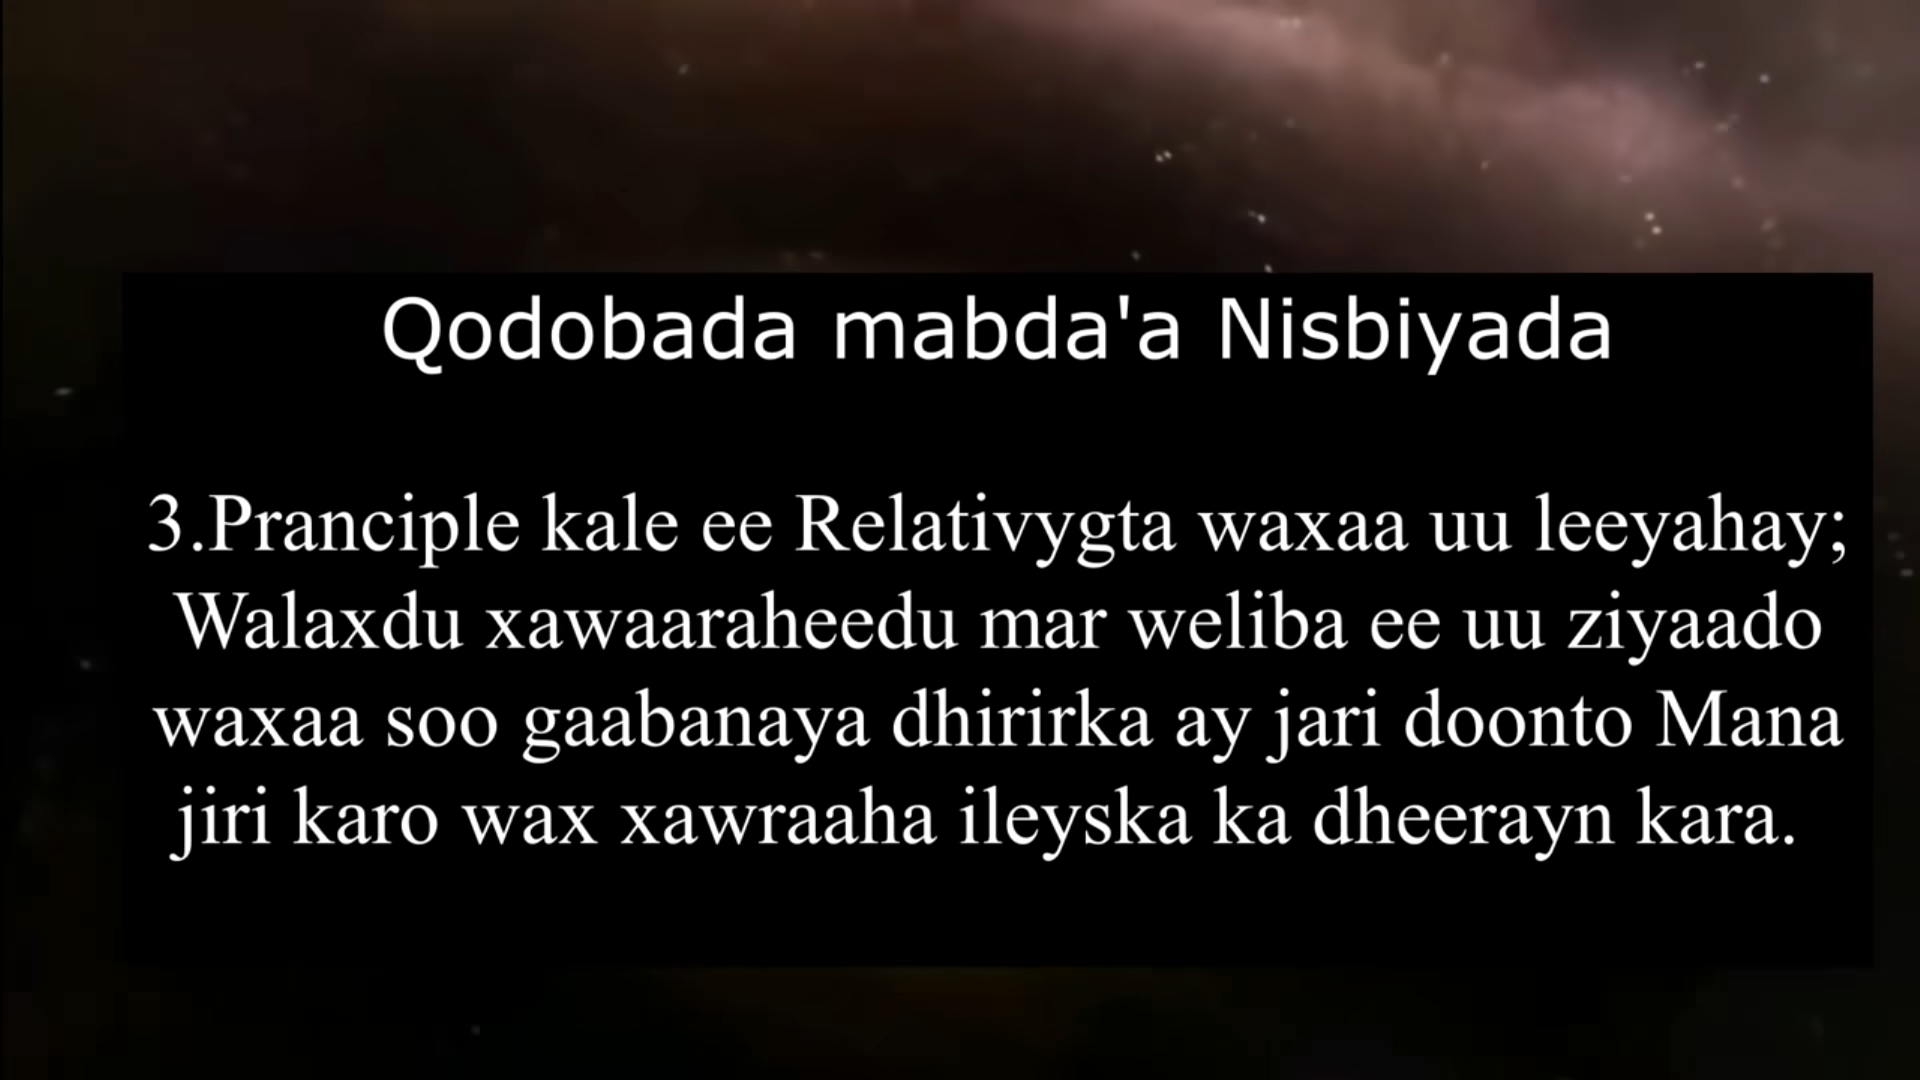 Qodobada mabda'a Nisbiyada
3.Pranciple kale ee Relativygta waxaa uu leeyahay;
Walaxdu xawaaraheedu mar weliba ee uu ziyaado
waxaa soo gaabanaya dhirirka ay jari doonto Mana
jiri karo wax xawraaha ileyska ka dheerayn kara.